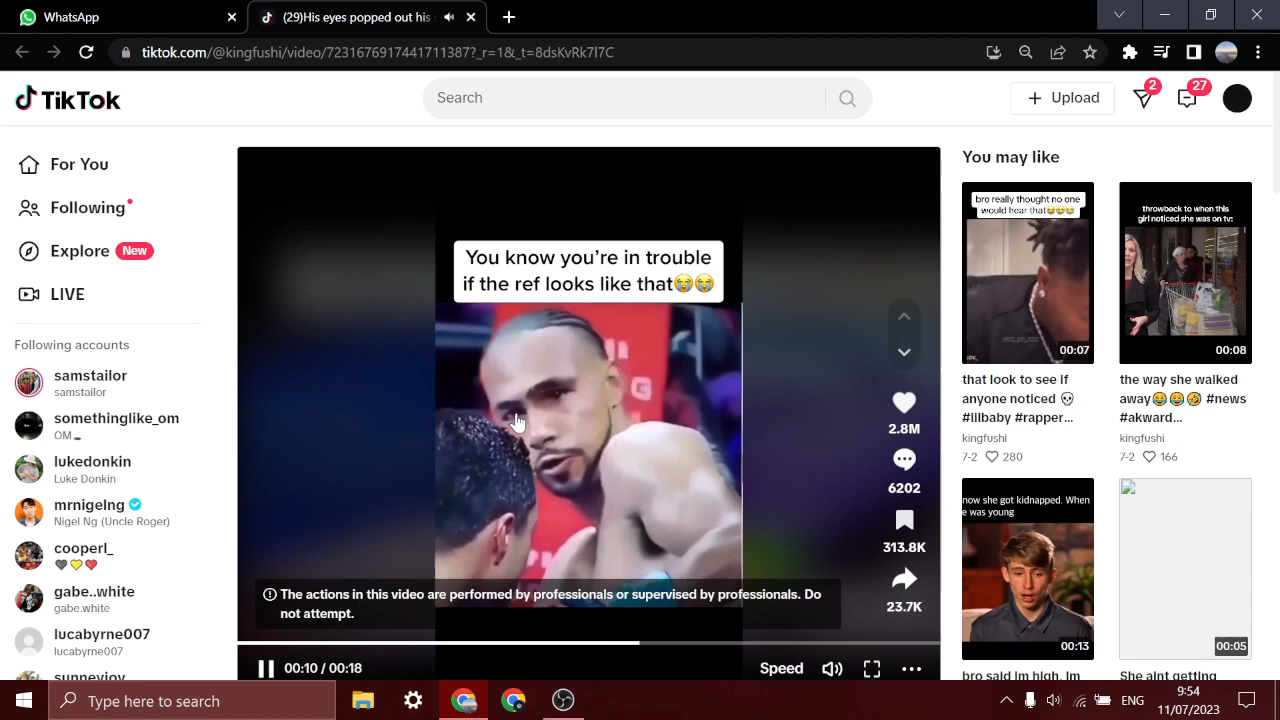 WhatsApp
(29)His eyes popped out his
tiktok.com/@kingfushi/video/7231676917441711387?_r=1&_t=8dsKvRk7l7C
TikTok
Search
Upload
2
27
For You
Following
Explore
New
LIVE
Following accounts
samstailor
samstailor
somethinglike_om
OM🕳
lukedonkin
Luke Donkin
mrnigelng
Nigel Ng (Uncle Roger)
cooperl_
🖤💛❤️
gabe..white
gabe.white
lucabyrne007
lucabyrne007
You know you’re in trouble
if the ref looks like that😭😭
The actions in this video are performed by professionals or supervised by professionals. Do
not attempt.
2.8M
6202
313.8K
23.7K
00:10 / 00:18
Speed
You may like
bro really thought no one
would hear that😂😂😂
00:07
that look to see if
anyone noticed 💀
#lilbaby #rapper...
kingfushi
7-2 280
throwback to when this
girl noticed she was on tv:
00:08
the way she walked
away😂😂🤣 #news
#akward...
kingfushi
7-2 166
now she got kidnapped. When
e was young
00:13
bro said Im high, Im
00:05
She aint getting
Type here to search
ENG
9:54
11/07/2023